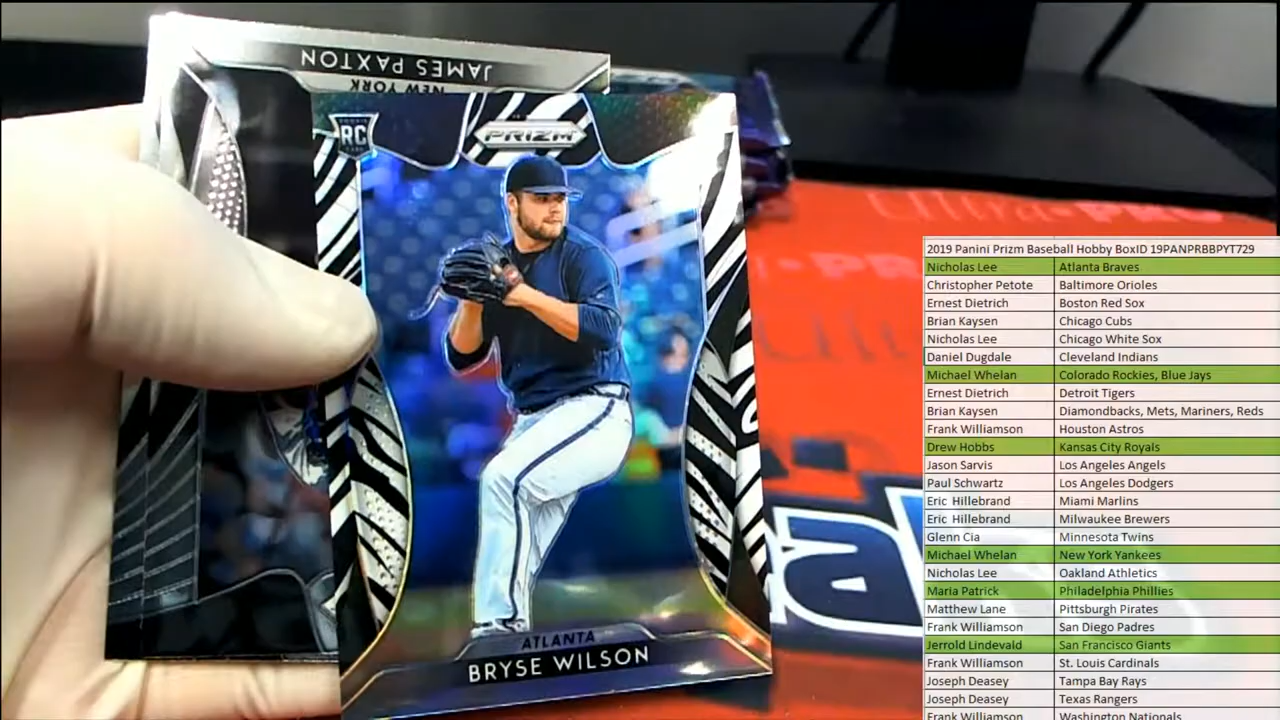 JAMES PAXTON
NEW YORK
RC
PRIZM
ATLANTA
BRYSE WILSON
Ultra·PRO
2019 Panini Prizm Baseball Hobby BoxID 19PANPRBBPYT729
Nicholas Lee Atlanta Braves
Christopher Petote Baltimore Orioles
Ernest Dietrich Boston Red Sox
Brian Kaysen Chicago Cubs
Nicholas Lee Chicago White Sox
Daniel Dugdale Cleveland Indians
Michael Whelan Colorado Rockies, Blue Jays
Ernest Dietrich Detroit Tigers
Brian Kaysen Diamondbacks, Mets, Mariners, Reds
Frank Williamson Houston Astros
Drew Hobbs Kansas City Royals
Jason Sarvis Los Angeles Angels
Paul Schwartz Los Angeles Dodgers
Eric Hillebrand Miami Marlins
Eric Hillebrand Milwaukee Brewers
Glenn Cia Minnesota Twins
Michael Whelan New York Yankees
Nicholas Lee Oakland Athletics
Maria Patrick Philadelphia Phillies
Matthew Lane Pittsburgh Pirates
Frank Williamson San Diego Padres
Jerrold Lindevald San Francisco Giants
Frank Williamson St. Louis Cardinals
Joseph Deasey Tampa Bay Rays
Joseph Deasey Texas Rangers
Frank Williamson Washington Nationals